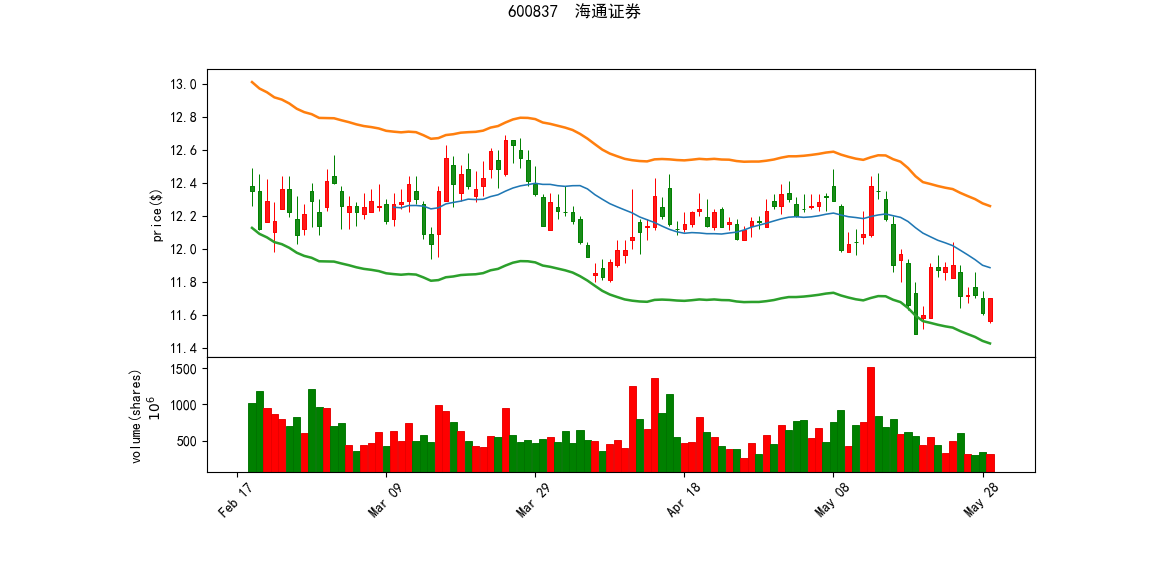 600837 海通证券
price($)
13.0
12.8
12.6
12.4
12.2
12.0
11.8
11.6
11.4
volume(shares)
10^6
1500
1000
500
Feb 17
Mar 09
Mar 29
Apr 18
May 08
May 28